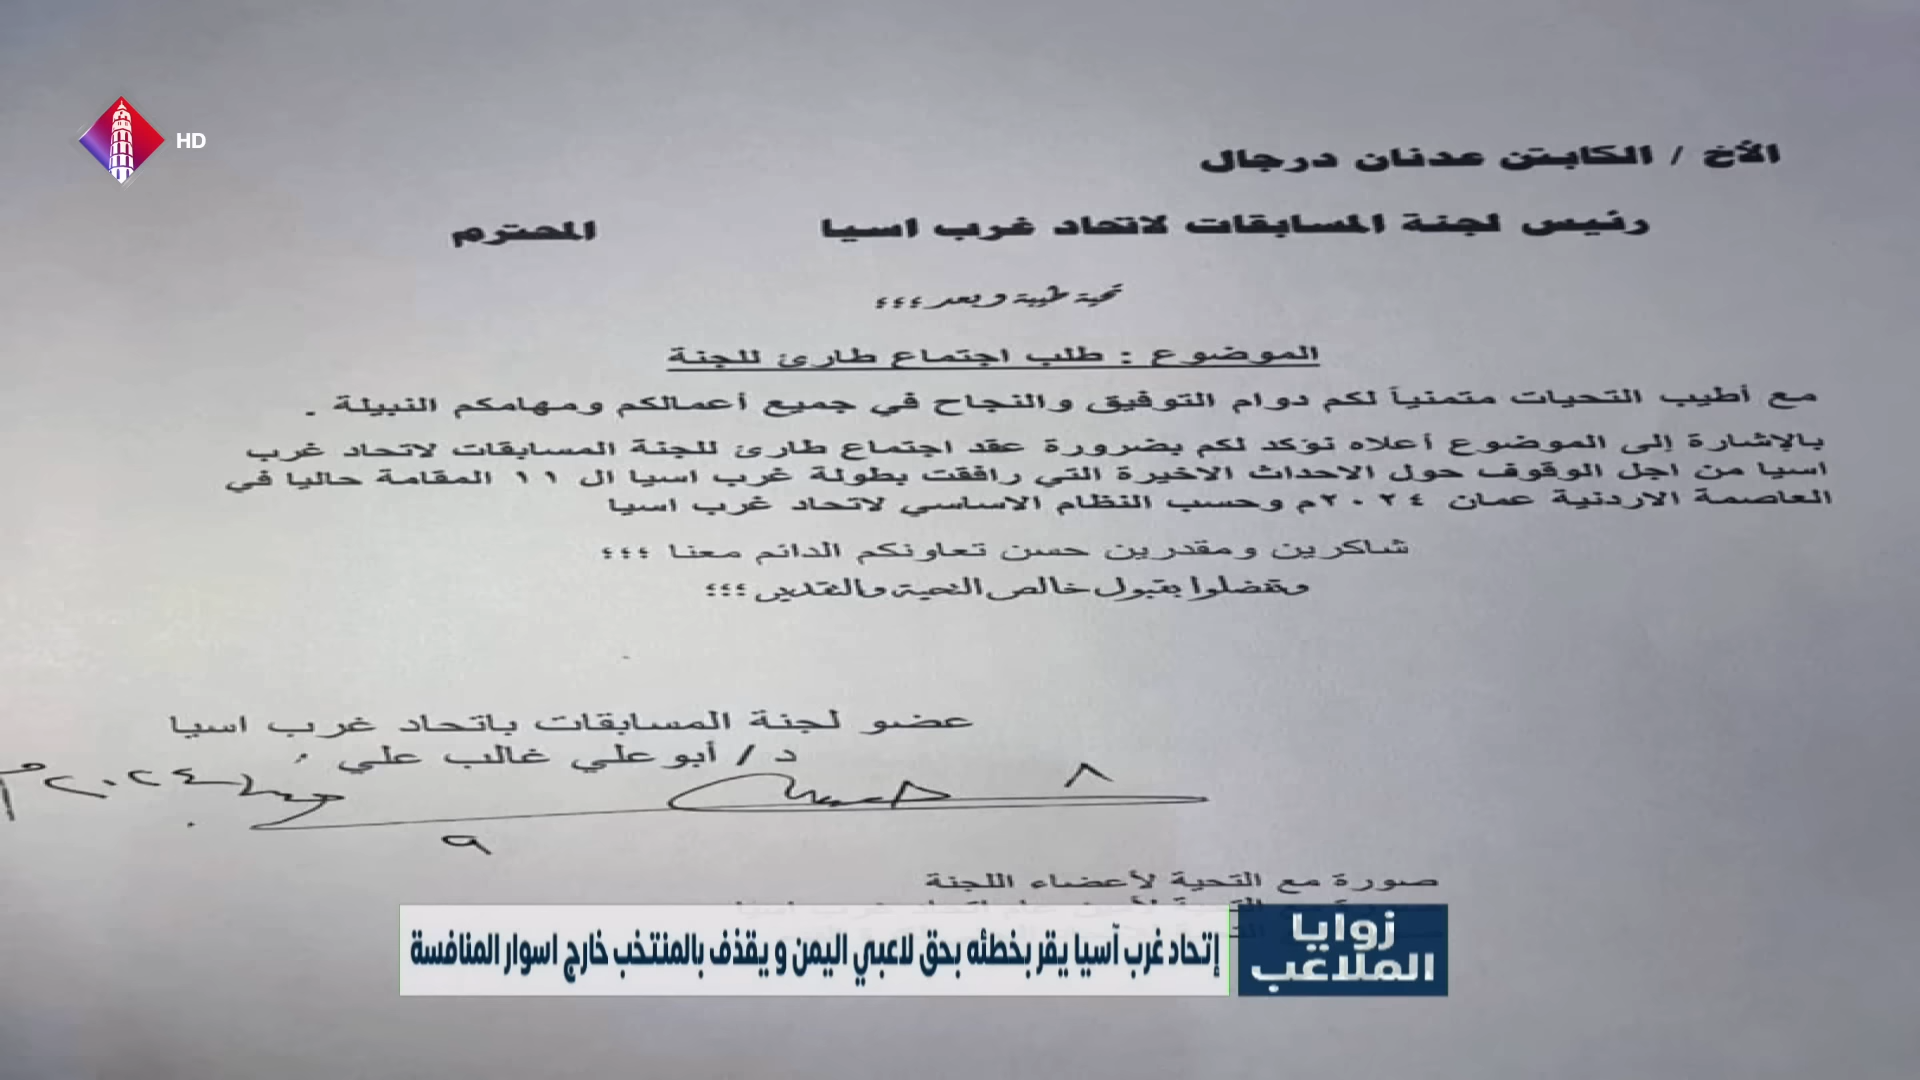 HD
الأخ / الكابتن عدنان درجال
رئيس لجنة المسابقات لاتحاد غرب اسيا المحترم
تحية طيبة وبعد ،،،
الموضوع : طلب اجتماع طارئ للجنة
مع أطيب التحيات متمنياً لكم دوام التوفيق والنجاح في جميع أعمالكم ومهامكم النبيلة .
بالإشارة إلى الموضوع أعلاه نؤكد لكم بضرورة عقد اجتماع طارئ للجنة المسابقات لاتحاد غرب
اسيا من اجل الوقوف حول الاحداث الاخيرة التي رافقت بطولة غرب اسيا ال ١١ المقامة حاليا في
العاصمة الاردنية عمان ٢٠٢٤م وحسب النظام الاساسي لاتحاد غرب اسيا
شاكرين ومقدرين حسن تعاونكم الدائم معنا ،،،
وتفضلوا بقبول خالص التحية والتقدير ،،،
عضو لجنة المسابقات باتحاد غرب اسيا
د/ أبو علي غالب علي
٢٠٢٤م
٩
صورة مع التحية لأعضاء اللجنة
زوايا
الملاعب
إتحاد غرب آسيا يقر بخطئه بحق لاعبي اليمن و يقذف بالمنتخب خارج اسوار المنافسة